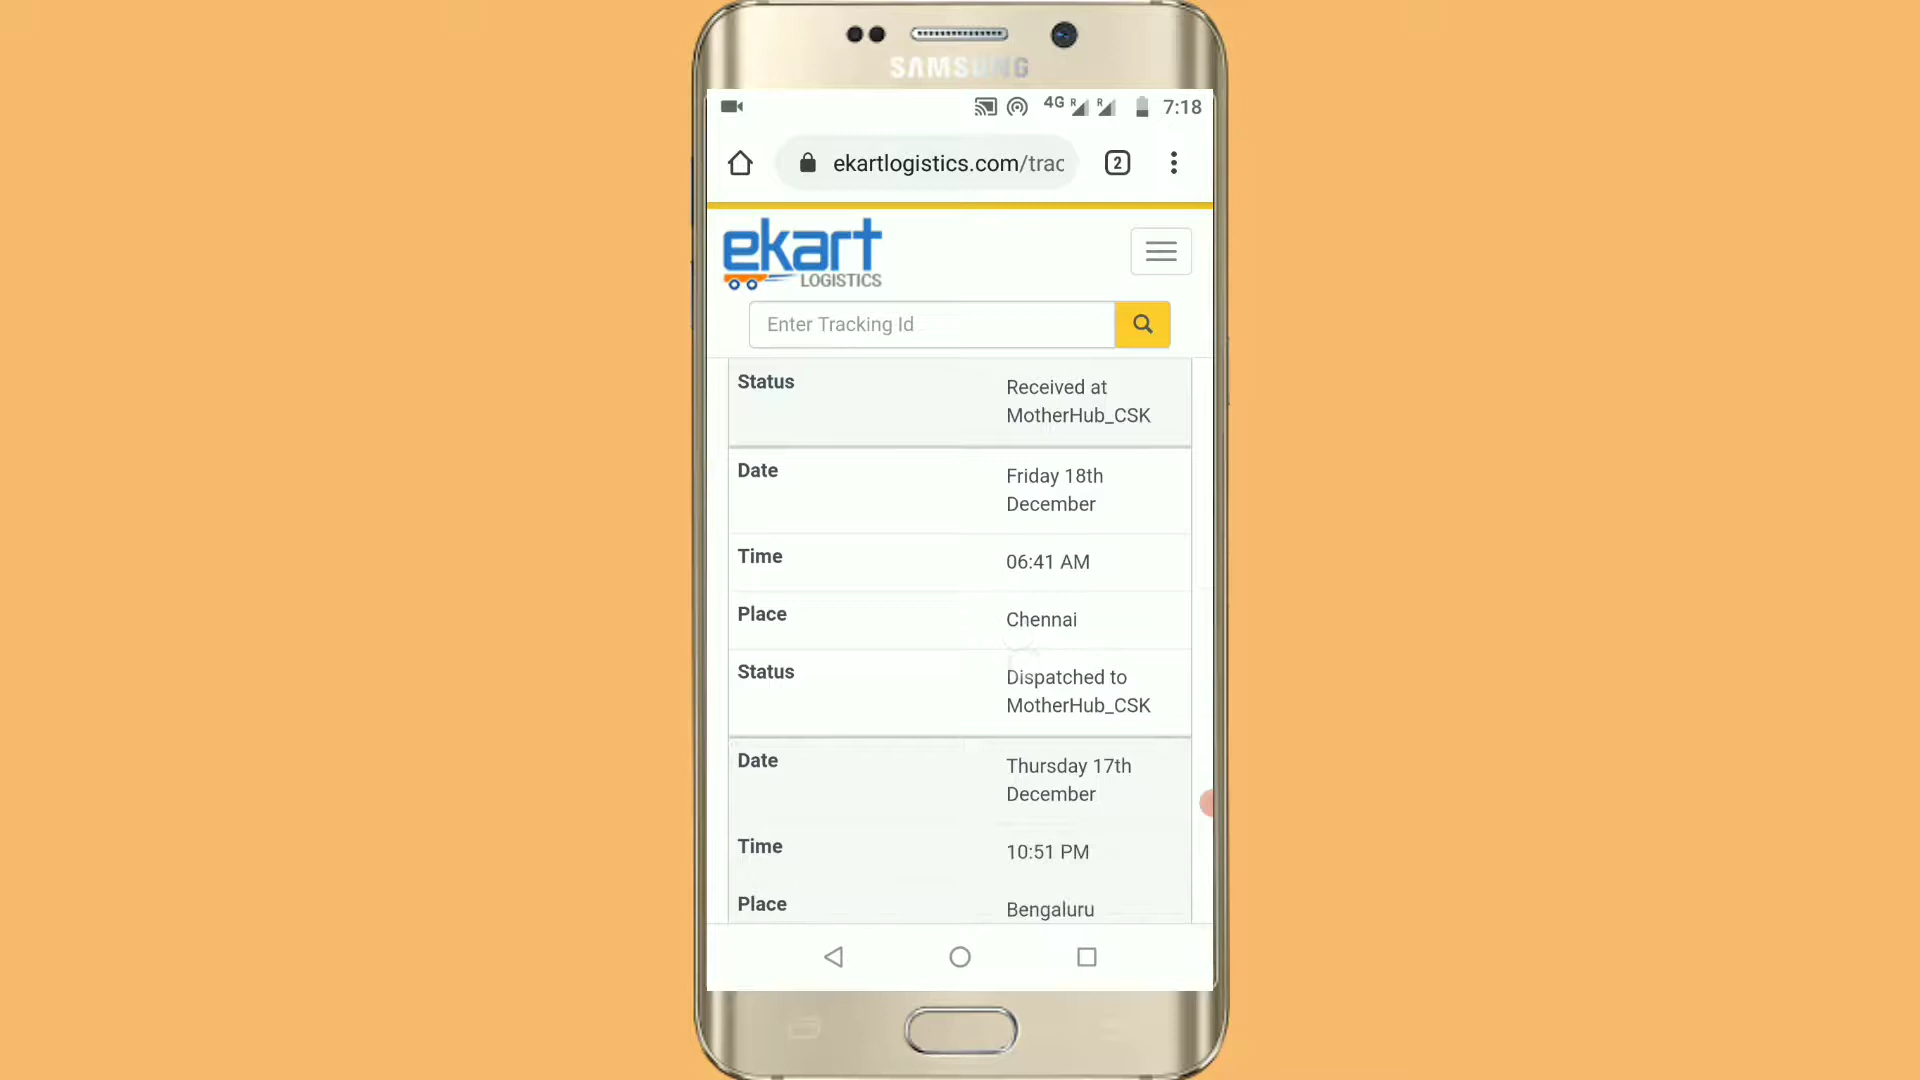 SAMSUNG
4G R R 7:18
ekartlogistics.com/trac 2
ekart
LOGISTICS
Enter Tracking Id
Status Received at
MotherHub_CSK
Date Friday 18th
December
Time 06:41 AM
Place Chennai
Status Dispatched to
MotherHub_CSK
Date Thursday 17th
December
Time 10:51 PM
Place Bengaluru